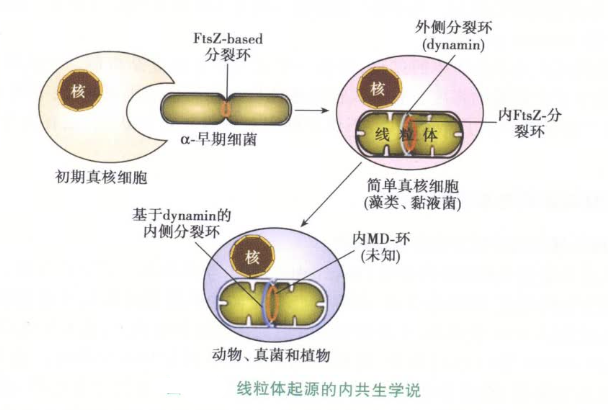 FtsZ-based
分裂环
外侧分裂环
(dynamin)
核
核
α-早期细菌
线粒体
内FtsZ-分
裂环
初期真核细胞
简单真核细胞
(藻类、黏液菌)
基于dynamin的
内侧分裂环
内MD-环
(未知)
核
动物、真菌和植物
线粒体起源的内共生学说